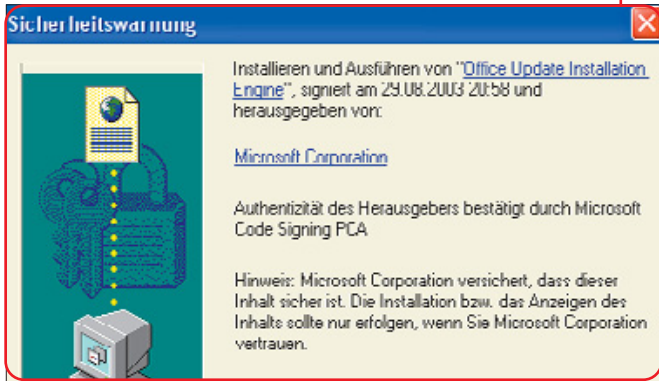 Sicherheitswarnung
Installieren und Ausführen von "Office Update Installation
Engine", signiert am 29.08.2003 20:58 und
herausgegeben von:
Microsoft Corporation
Authentizität des Herausgebers bestätigt durch Microsoft
Code Signing PCA
Hinweis: Microsoft Corporation versichert, dass dieser
Inhalt sicher ist. Die Installation bzw. das Anzeigen des
Inhalts sollte nur erfolgen, wenn Sie Microsoft Corporation
vertrauen.